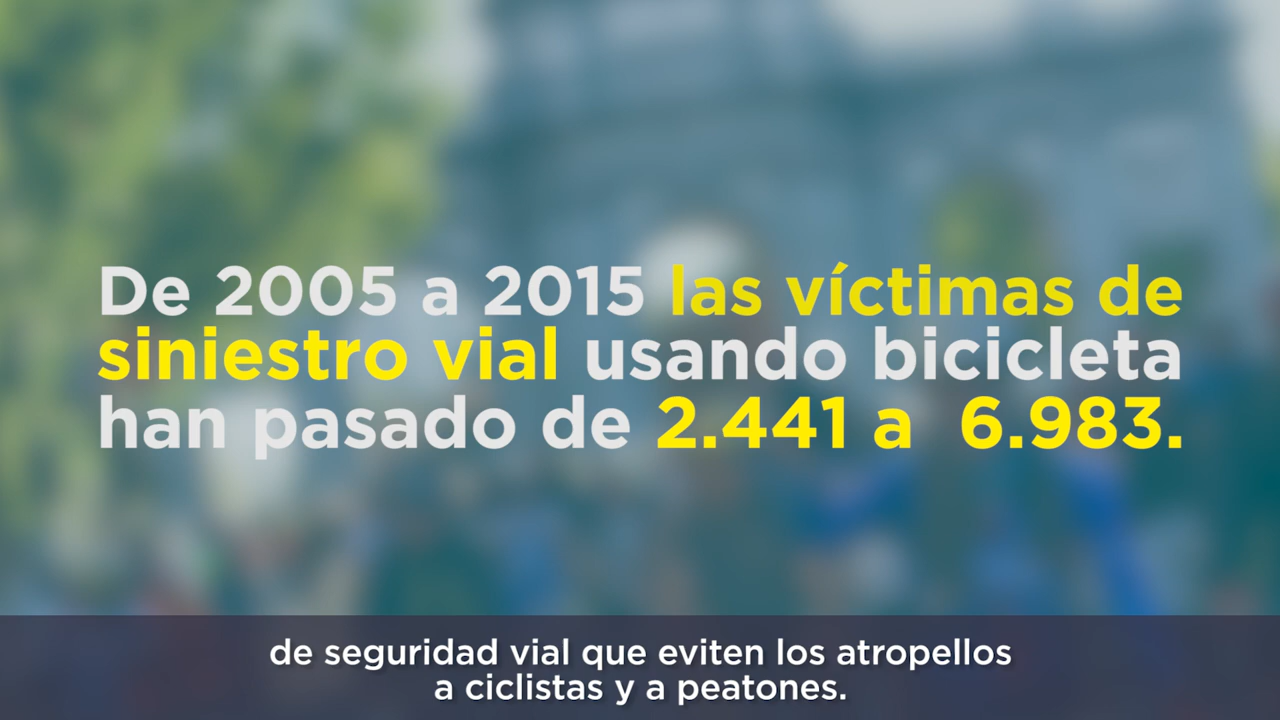 De 2005 a 2015 las víctimas de
siniestro vial usando bicicleta
han pasado de 2.441 a 6.983.
de seguridad vial que eviten los atropellos
a ciclistas y a peatones.